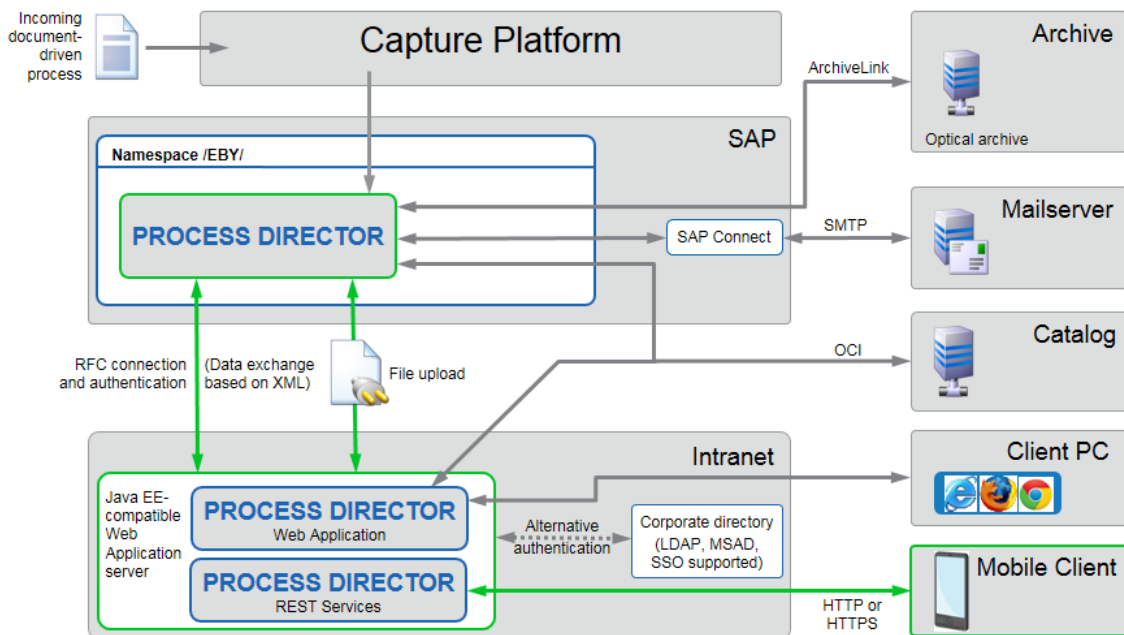 Incoming
document-
driven
process
Capture Platform
Archive
ArchiveLink
Optical archive
SAP
Namespace /EBY/
PROCESS DIRECTOR
SAP Connect
SMTP
Mailserver
RFC connection
and authentication
(Data exchange
based on XML)
File upload
OCI
Catalog
Intranet
Client PC
Java EE-
compatible
Web
Application
server
PROCESS DIRECTOR
Web Application
Alternative
authentication
Corporate directory
(LDAP, MSAD,
SSO supported)
PROCESS DIRECTOR
REST Services
HTTP or
HTTPS
Mobile Client